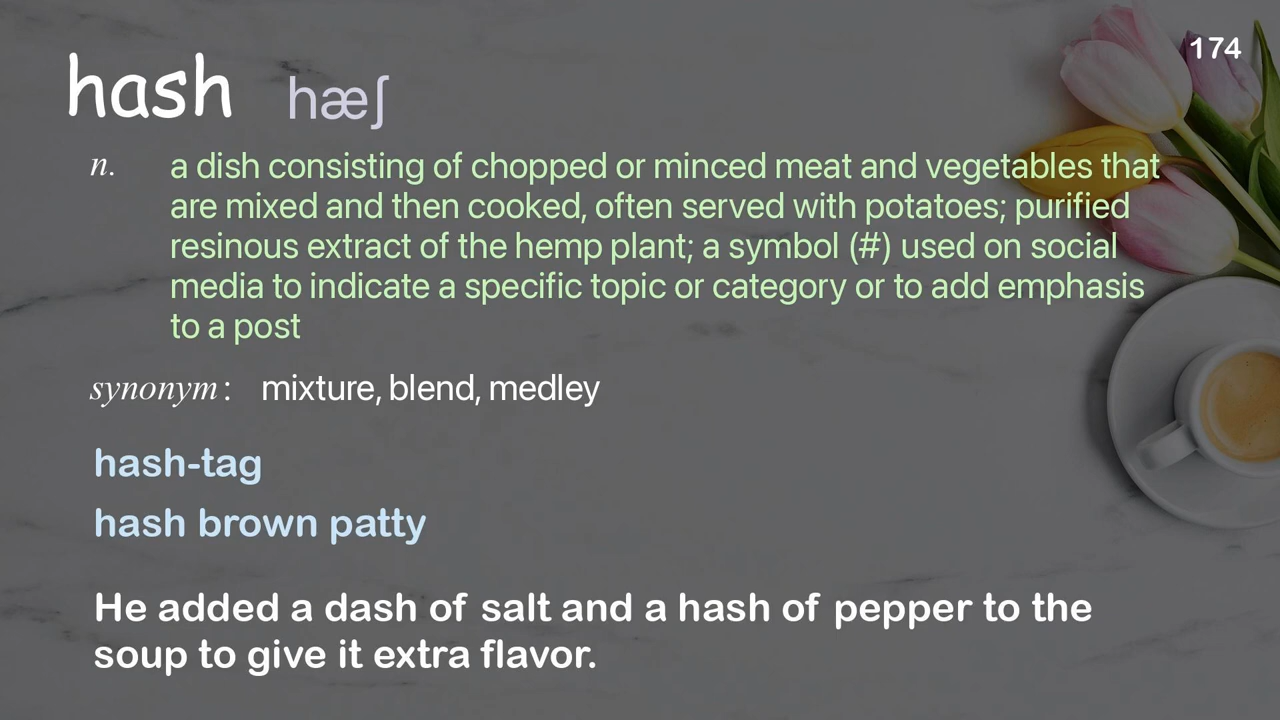 174
hash hæʃ
n. a dish consisting of chopped or minced meat and vegetables that
are mixed and then cooked, often served with potatoes; purified
resinous extract of the hemp plant; a symbol (#) used on social
media to indicate a specific topic or category or to add emphasis
to a post
synonym: mixture, blend, medley
hash-tag
hash brown patty
He added a dash of salt and a hash of pepper to the
soup to give it extra flavor.